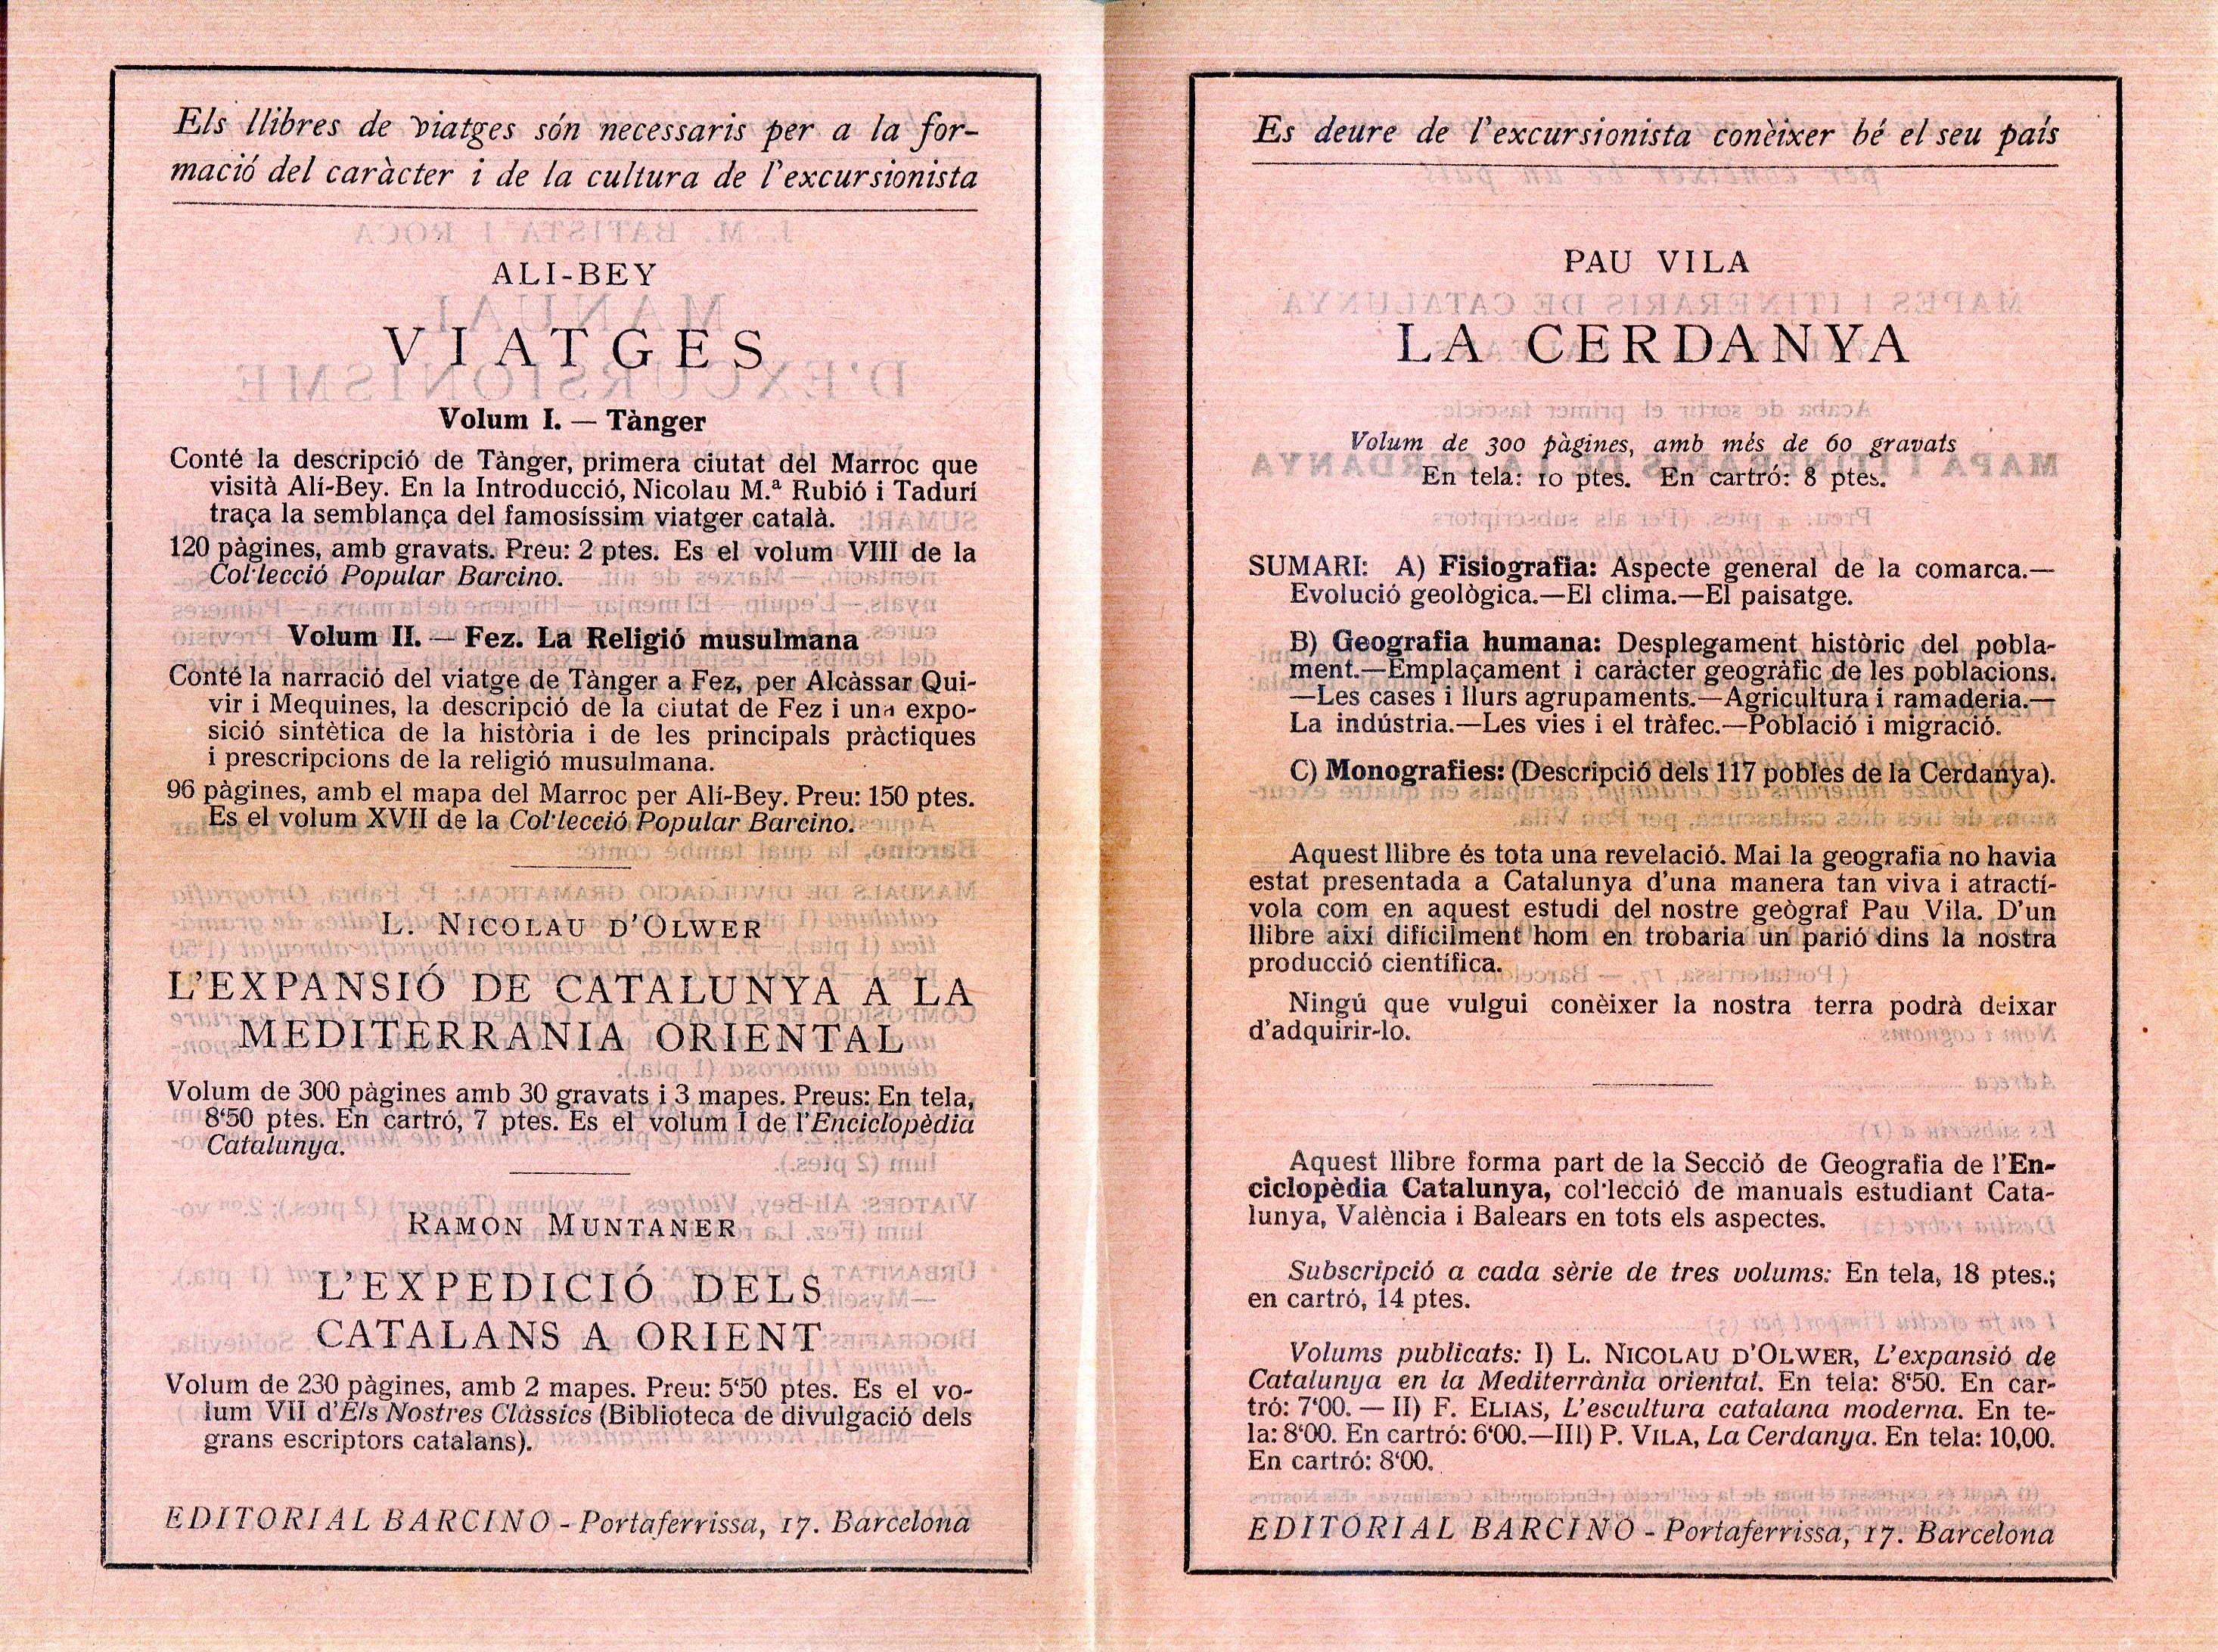 Els llibres de viatges són necessaris per a la for-
mació del caràcter i de la cultura de l'excursionista
ALI-BEY
VIATGES
Volum I. — Tànger
Conté la descripció de Tànger, primera ciutat del Marroc que
visità Alí-Bey. En la Introducció, Nicolau M.ª Rubió i Tudurí
traça la semblança del famosíssim viatger català.
120 pàgines, amb gravats. Preu: 2 ptes. Es el volum VIII de la
Col·lecció Popular Barcino.
Volum II. — Fez. La Religió musulmana
Conté la narració del viatge de Tànger a Fez, per Alcàssar Qui-
vir i Mequines, la descripció de la ciutat de Fez i una expo-
sició sintètica de la història i de les principals pràctiques
i prescripcions de la religió musulmana.
96 pàgines, amb el mapa del Marroc per Alí-Bey. Preu: 150 ptes.
Es el volum XVII de la Col·lecció Popular Barcino.
L. NICOLAU D'OLWER
L'EXPANSIÓ DE CATALUNYA A LA
MEDITERRANIA ORIENTAL
Volum de 300 pàgines amb 30 gravats i 3 mapes. Preus: En tela,
8'50 ptes. En cartró, 7 ptes. Es el volum I de l'Enciclopèdia
Catalunya.
RAMON MUNTANER
L'EXPEDICIÓ DELS
CATALANS A ORIENT
Volum de 230 pàgines, amb 2 mapes. Preu: 5'50 ptes. Es el vo-
lum VII d'Els Nostres Clàssics (Biblioteca de divulgació dels
grans escriptors catalans).
EDITORIAL BARCINO - Portaferrissa, 17. Barcelona
Es deure de l'excursionista conèixer bé el seu país
PAU VILA
LA CERDANYA
Volum de 300 pàgines, amb més de 60 gravats
En tela: 10 ptes. En cartró: 8 ptes.
SUMARI: A) Fisiografia: Aspecte general de la comarca.—
Evolució geològica.—El clima.—El paisatge.
B) Geografia humana: Desplegament històric del pobla-
ment.—Emplaçament i caràcter geogràfic de les poblacions.
—Les cases i llurs agrupaments.—Agricultura i ramaderia.—
La indústria.—Les vies i el tràfec.—Població i migració.
C) Monografies: (Descripció dels 117 pobles de la Cerdanya).
Aquest llibre és tota una revelació. Mai la geografia no havia
estat presentada a Catalunya d'una manera tan viva i atractí-
vola com en aquest estudi del nostre geògraf Pau Vila. D'un
llibre així difícilment hom en trobaria un parió dins la nostra
producció científica.
Ningú que vulgui conèixer la nostra terra podrà deixar
d'adquirir-lo.
Aquest llibre forma part de la Secció de Geografia de l'En-
ciclopèdia Catalunya, col·lecció de manuals estudiant Cata-
lunya, València i Balears en tots els aspectes.
Subscripció a cada sèrie de tres volums: En tela, 18 ptes.;
en cartró, 14 ptes.
Volums publicats: I) L. NICOLAU D'OLWER, L'expansió de
Catalunya en la Mediterrània oriental. En tela: 8'50. En car-
tró: 7'00. — II) F. ELIAS, L'escultura catalana moderna. En te-
la: 8'00. En cartró: 6'00.—III) P. VILA, La Cerdanya. En tela: 10,00.
En cartró: 8'00.
EDITORIAL BARCINO - Portaferrissa, 17. Barcelona